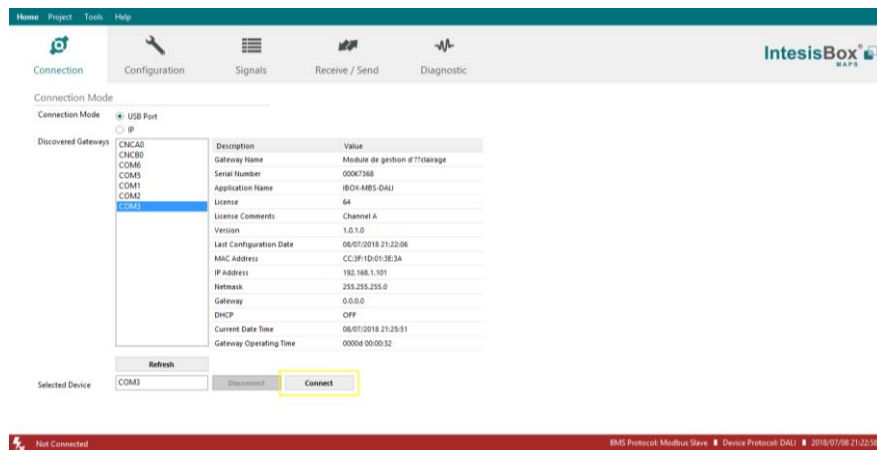 Home Project Tools Help
Connection Configuration Signals Receive / Send Diagnostic
IntesisBox®
MAPS
Connection Mode
Connection Mode USB Port
IP
Discovered Gateways
CNCA0
CNCB0
COM6
COM5
COM1
COM2
COM3
Description Value
Gateway Name Module de gestion d'??clairage
Serial Number 000K7368
Application Name IBOX-MBS-DALI
License 64
License Comments Channel A
Version 1.0.1.0
Last Configuration Date 08/07/2018 21:22:06
MAC Address CC:3F:1D:01:3E:3A
IP Address 192.168.1.101
Netmask 255.255.255.0
Gateway 0.0.0.0
DHCP OFF
Current Date Time 08/07/2018 21:25:51
Gateway Operating Time 0000d 00:00:32
Refresh
Selected Device COM3 Disconnect Connect
Not Connected BMS Protocol: Modbus Slave Device Protocol: DALI 2018/07/08 21:22:58